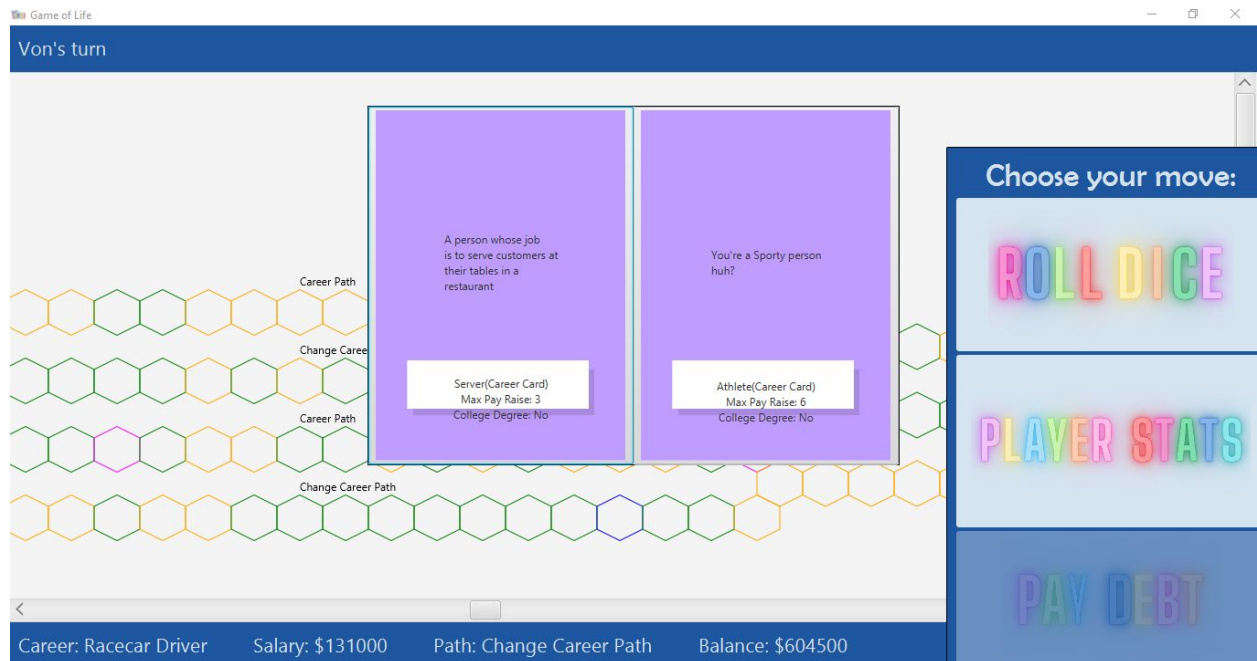 Game of Life
Von's turn
A person whose job
is to serve customers at
their tables in a
restaurant
Server(Career Card)
Max Pay Raise: 3
College Degree: No
You're a Sporty person
huh?
Athlete(Career Card)
Max Pay Raise: 6
College Degree: No
Career Path
Change Caree
Career Path
Change Career Path
Choose your move:
ROLL DICE
PLAYER STATS
PAY DEBT
Career: Racecar Driver
Salary: $131000
Path: Change Career Path
Balance: $604500